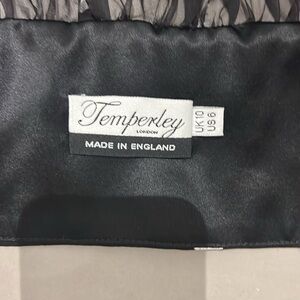 Temperley
LONDON
MADE IN ENGLAND
UK 10
US 6